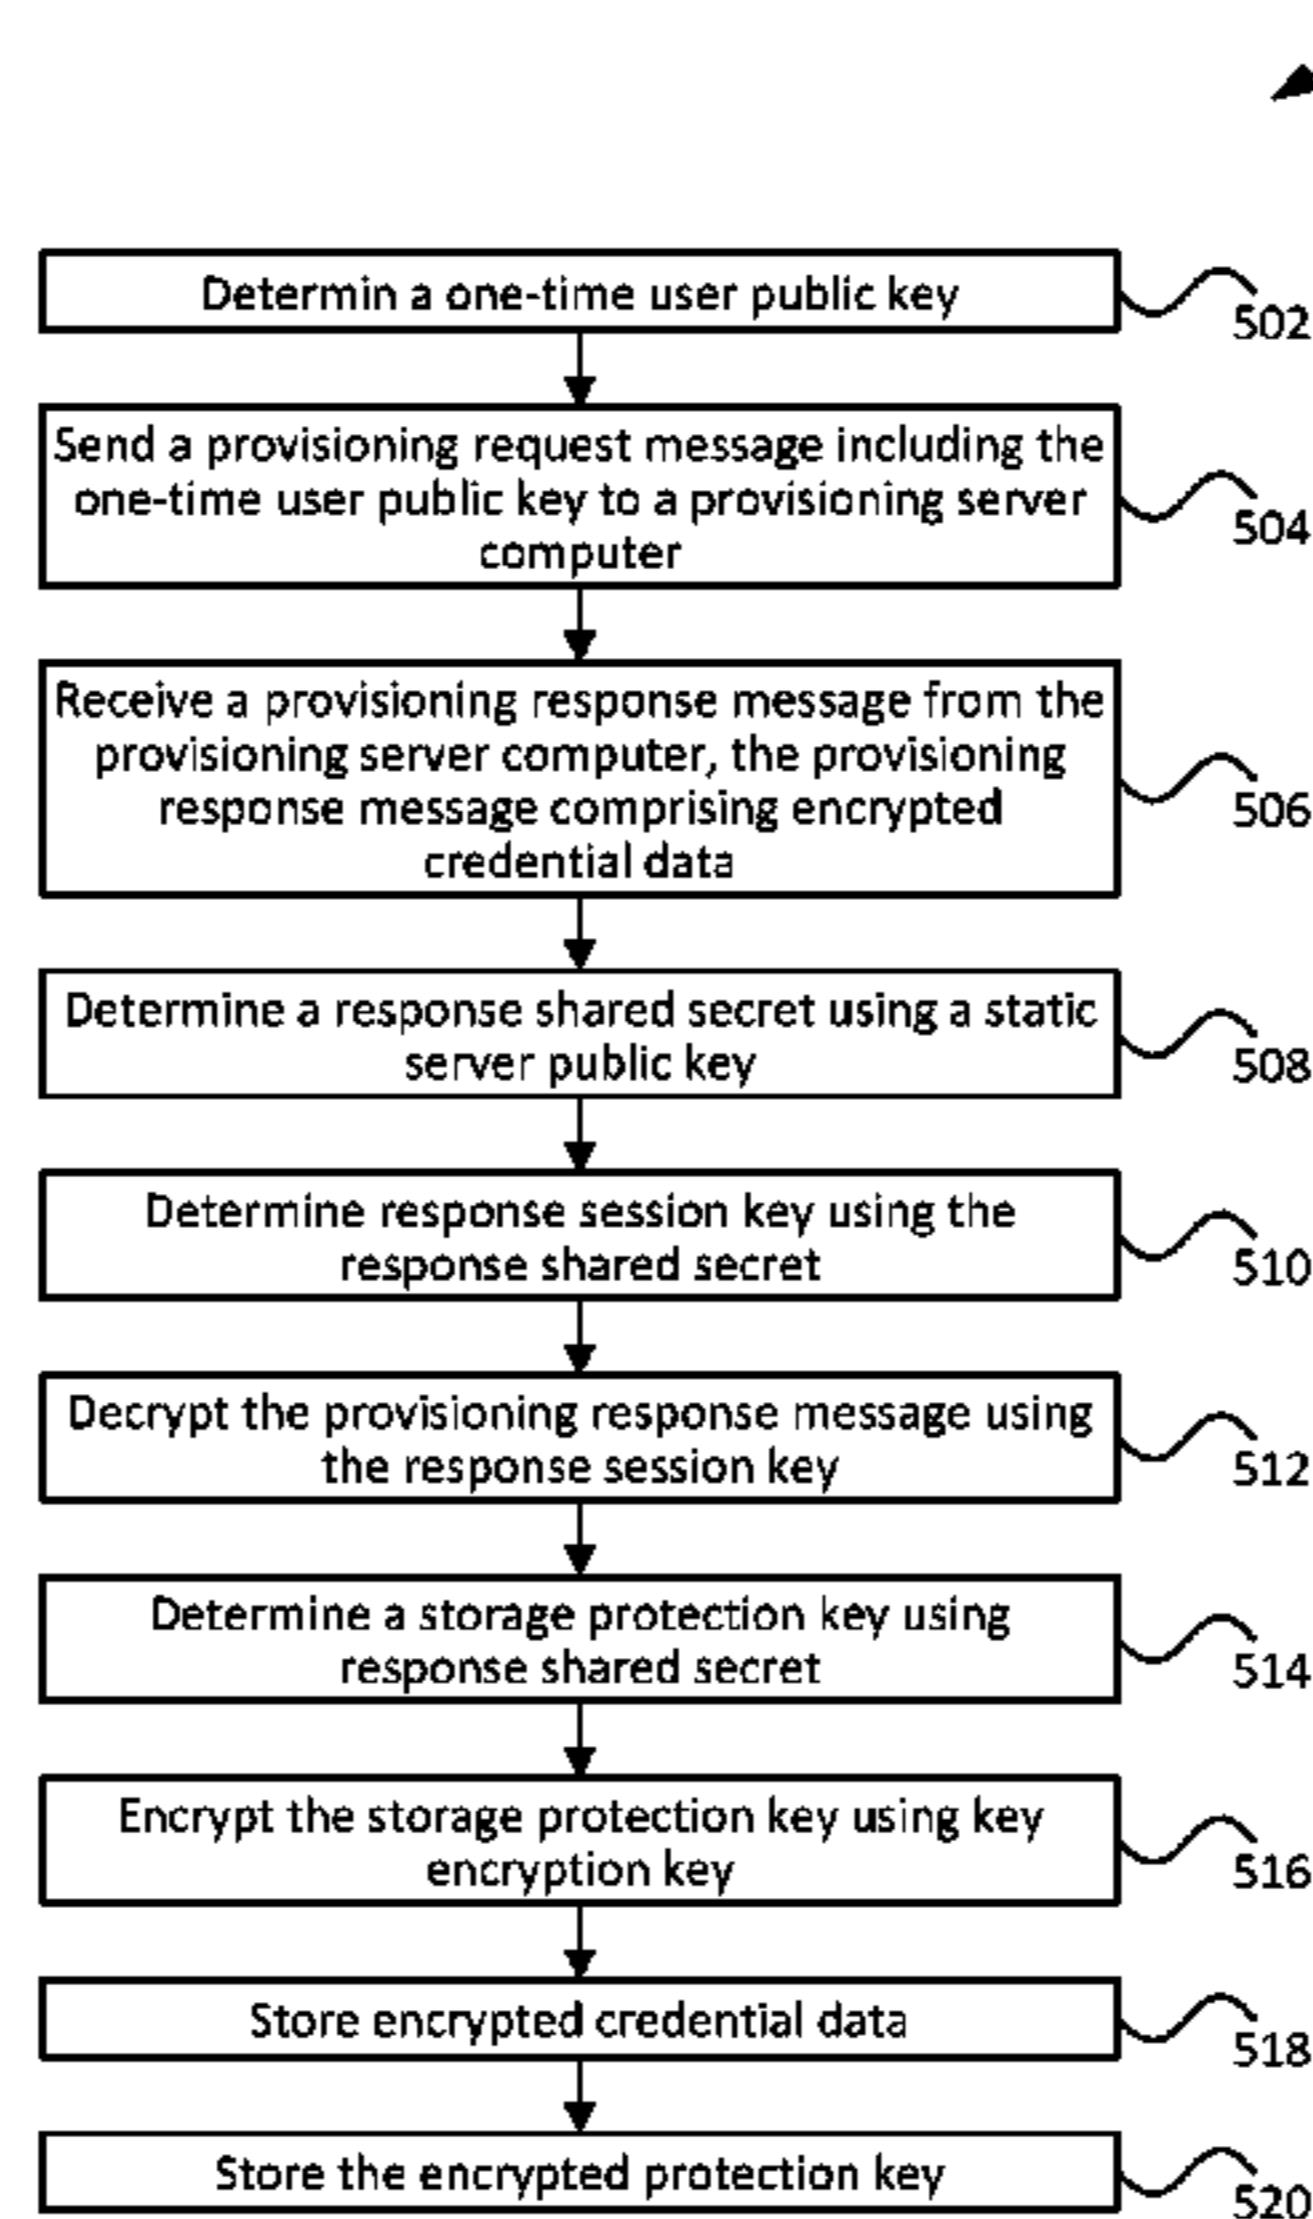 Determin a one-time user public key
502
Send a provisioning request message including the
one-time user public key to a provisioning server
computer
504
Receive a provisioning response message from the
provisioning server computer, the provisioning
response message comprising encrypted
credential data
506
Determine a response shared secret using a static
server public key
508
Determine response session key using the
response shared secret
510
Decrypt the provisioning response message using
the response session key
512
Determine a storage protection key using
response shared secret
514
Encrypt the storage protection key using key
encryption key
516
Store encrypted credential data
518
Store the encrypted protection key
520